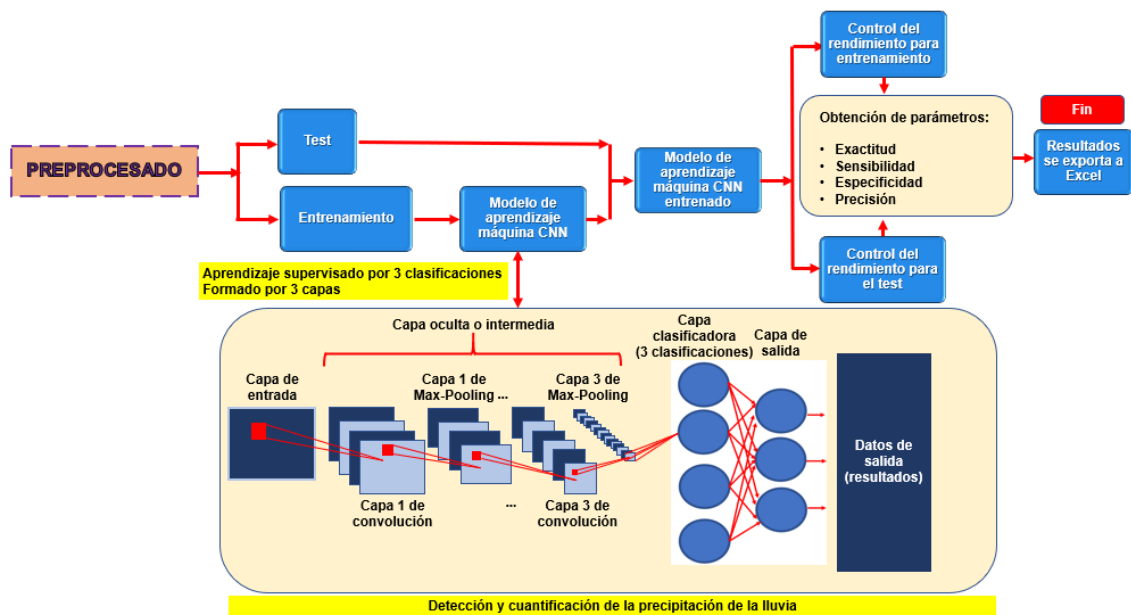 Control del
rendimiento para
entrenamiento
Fin
Obtención de parámetros:
• Exactitud
• Sensibilidad
• Especificidad
• Precisión
Resultados
se exporta a
Excel
Test
PREPROCESADO
Modelo de
aprendizaje
máquina CNN
entrenado
Entrenamiento
Modelo de
aprendizaje
máquina CNN
Control del
rendimiento para
el test
Aprendizaje supervisado por 3 clasificaciones
Formado por 3 capas
Capa oculta o intermedia
Capa
clasificadora
(3 clasificaciones)
Capa de
salida
Capa de
entrada
Capa 1 de
Max-Pooling ...
Capa 3 de
Max-Pooling
Datos de
salida
(resultados)
Capa 1 de
convolución
...
Capa 3 de
convolución
Detección y cuantificación de la precipitación de la lluvia